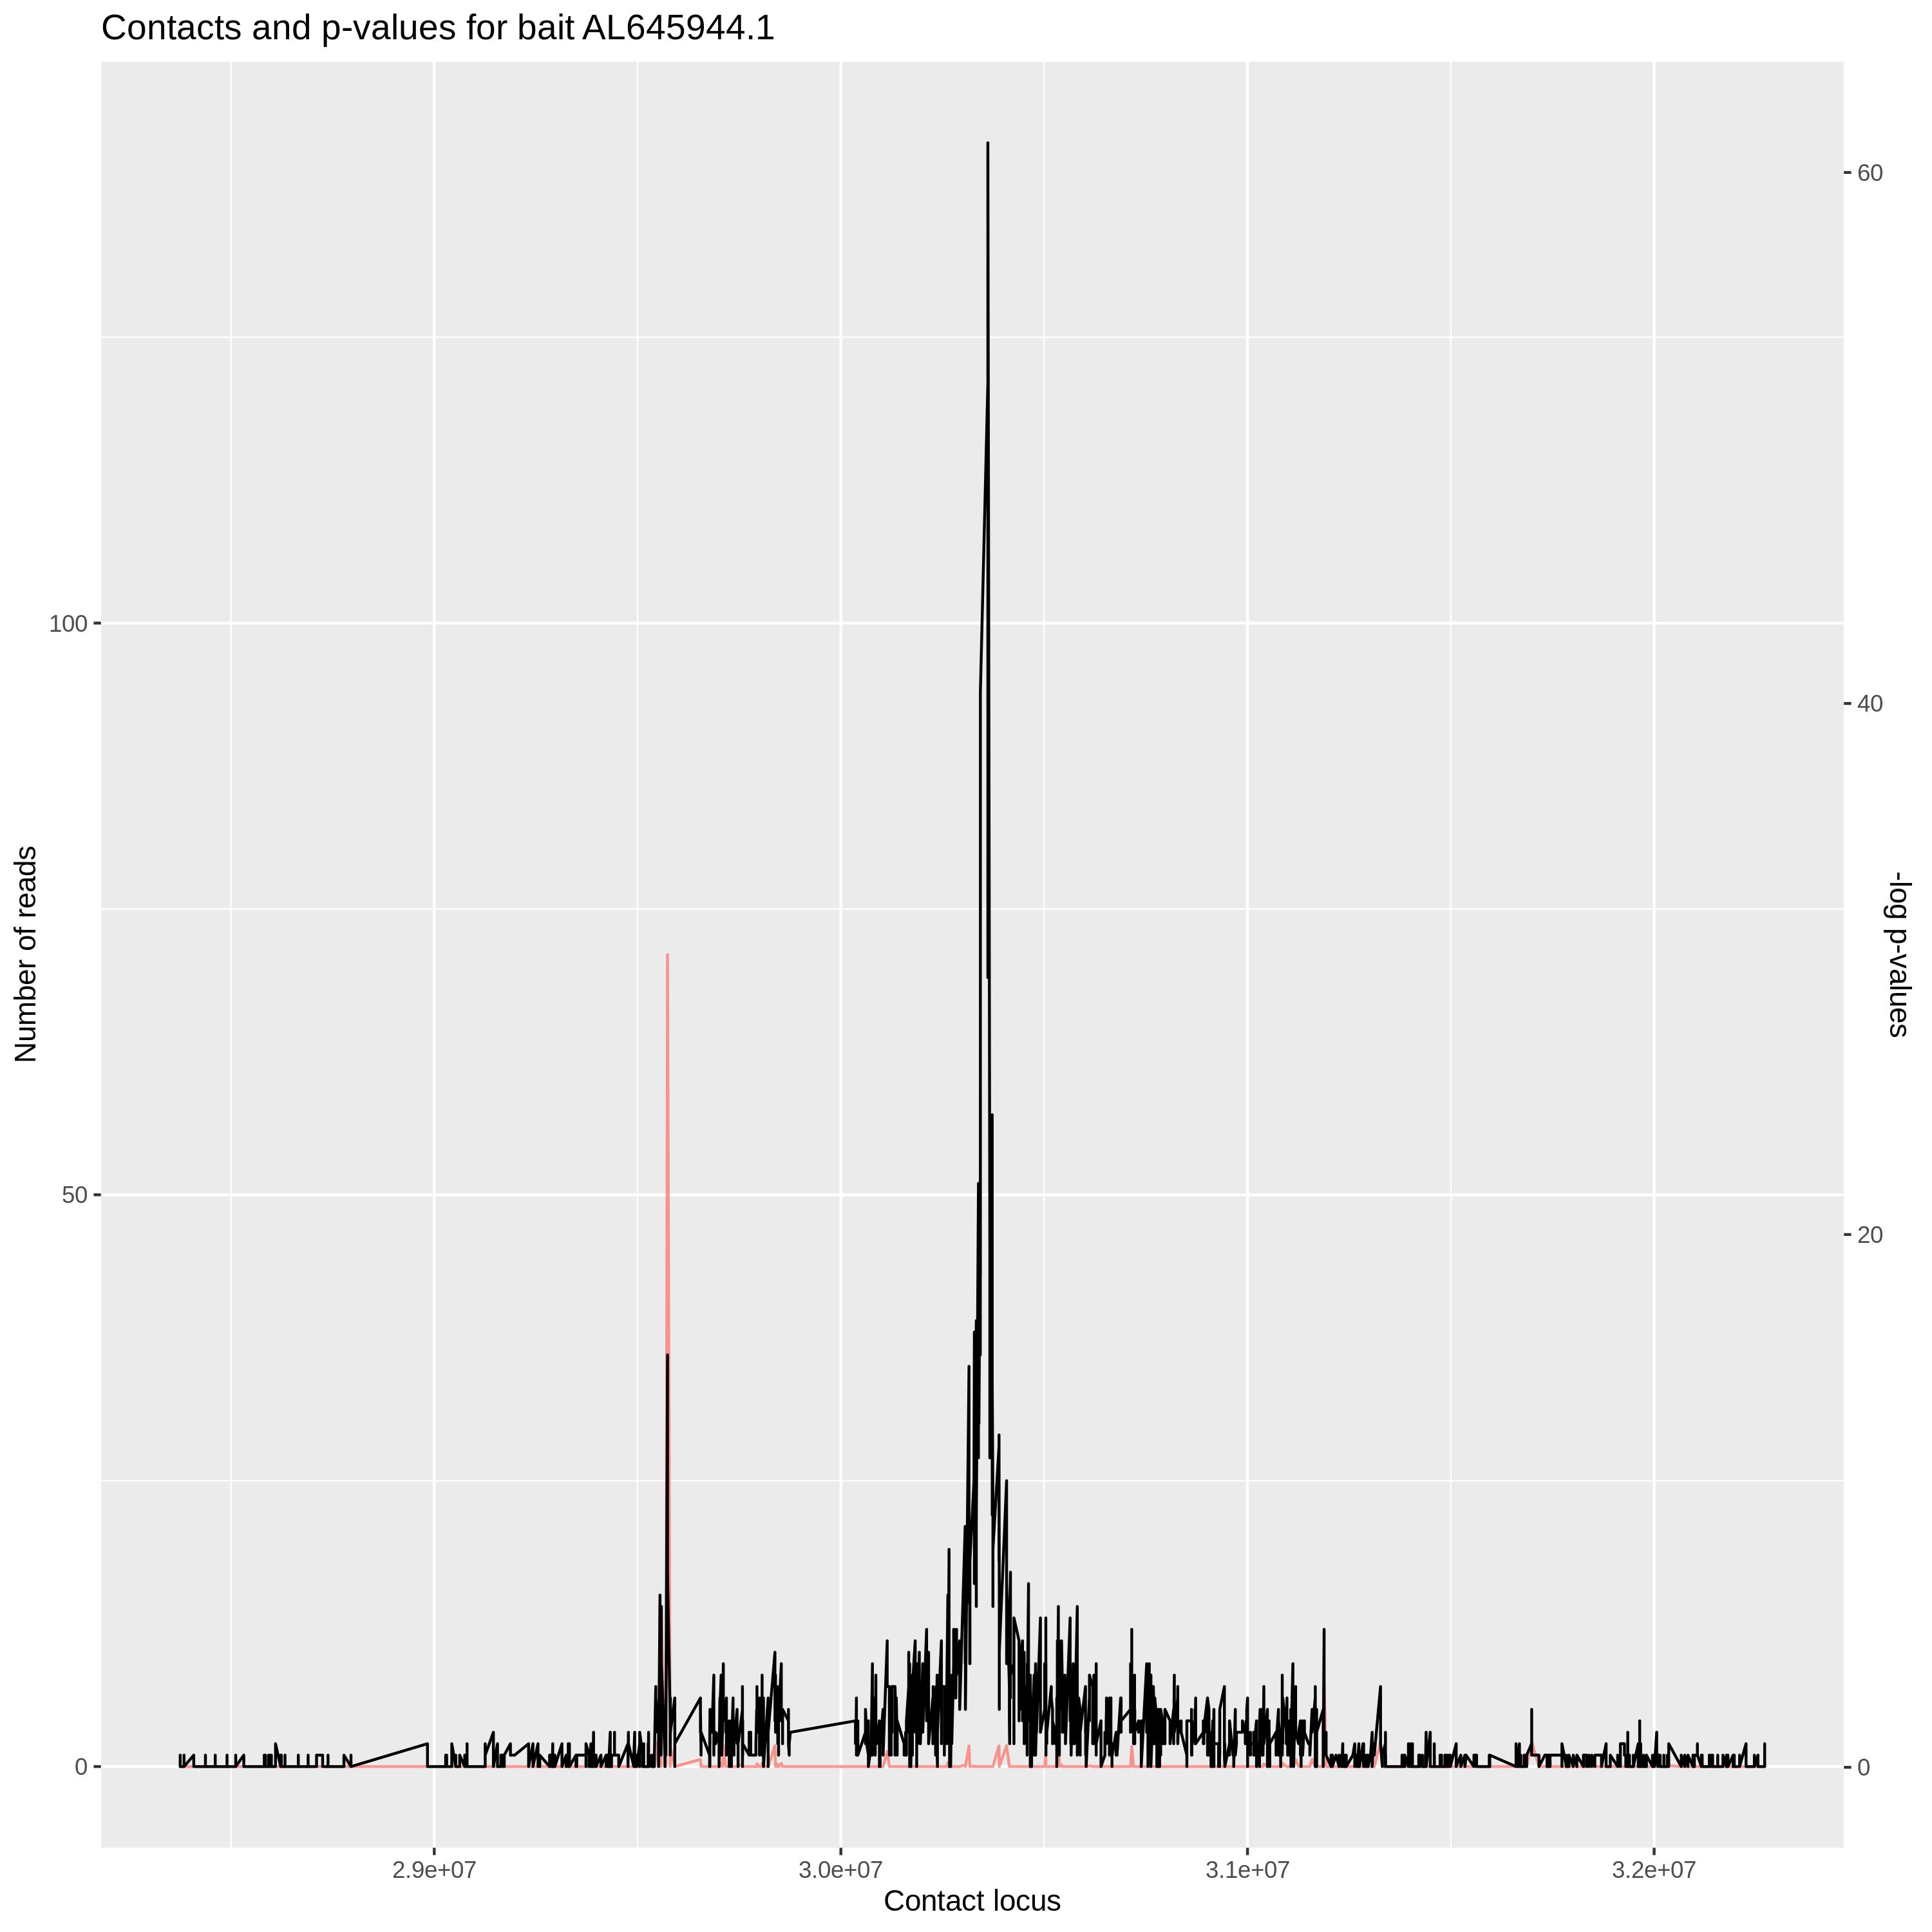 Contacts and p-values for bait AL645944.1
Number of reads
100
50
0
60
40
20
0
-log p-values
2.9e+07
3.0e+07
3.1e+07
3.2e+07
Contact locus